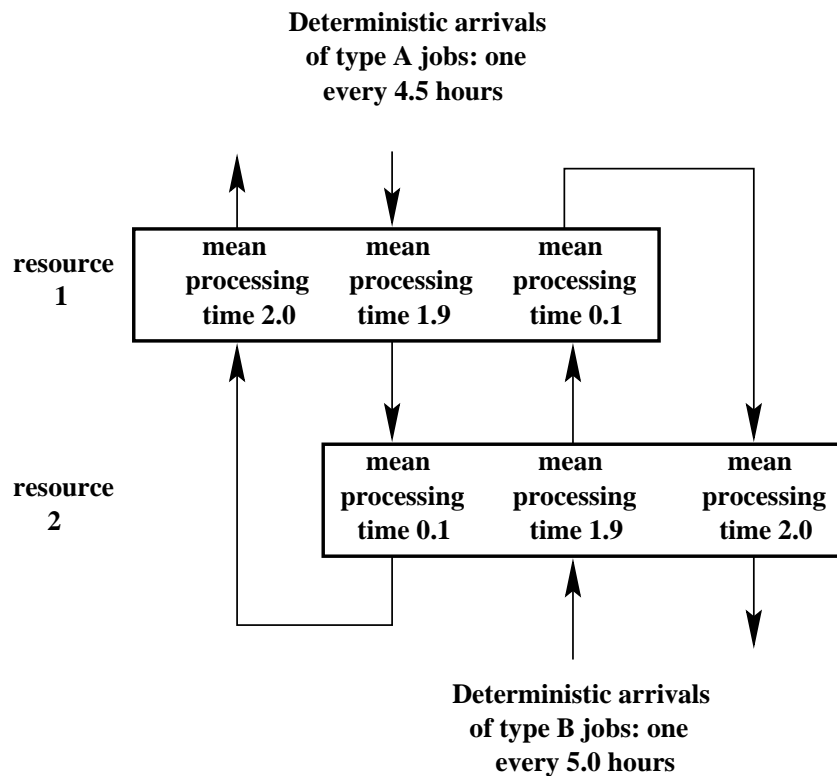 Deterministic arrivals
of type A jobs: one
every 4.5 hours
resource
1
mean
processing
time 2.0
mean
processing
time 1.9
mean
processing
time 0.1
resource
2
mean
processing
time 0.1
mean
processing
time 1.9
mean
processing
time 2.0
Deterministic arrivals
of type B jobs: one
every 5.0 hours